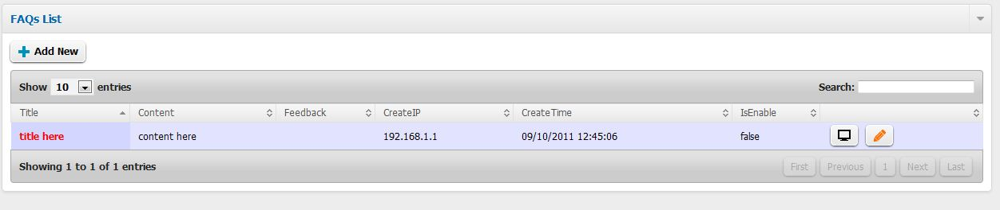 FAQs List
Add New
Show 10 entries Search:
Title Content Feedback CreateIP CreateTime IsEnable
title here content here 192.168.1.1 09/10/2011 12:45:06 false
Showing 1 to 1 of 1 entries First Previous 1 Next Last